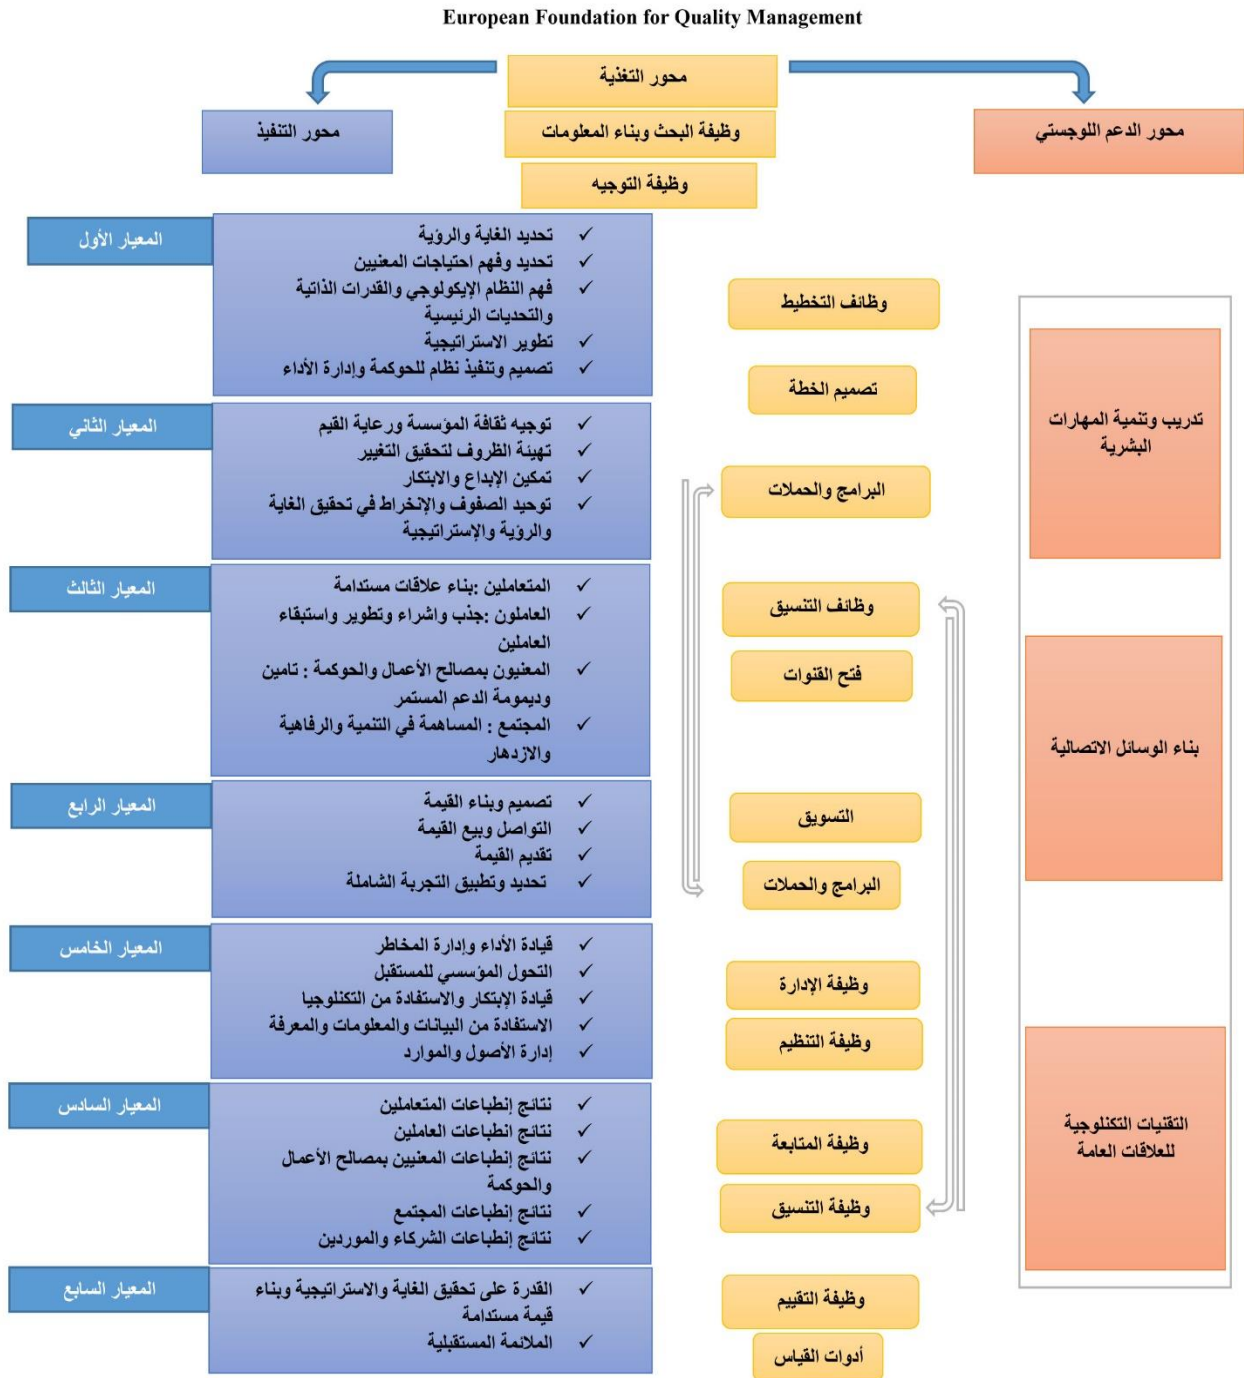 European Foundation for Quality Management
محور التغذية
محور الدعم اللوجستي
وظيفة البحث وبناء المعلومات
محور التنفيذ
وظيفة التوجيه
المعيار الأول
تحديد الغاية والرؤية
تحديد وفهم احتياجات المعنيين
فهم النظام الإيكولوجي والقدرات الذاتية
والتحديات الرئيسية
تطوير الاستراتيجية
تصميم وتنفيذ نظام للحوكمة وإدارة الأداء
المعيار الثاني
توجيه ثقافة المؤسسة ورعاية القيم
تهيئة الظروف لتحقيق التغيير
تمكين الإبداع والابتكار
توحيد الصفوف والإنخراط في تحقيق الغاية
والرؤية والإستراتيجية
المعيار الثالث
المتعاملين :بناء علاقات مستدامة
العاملون :جذب واشراء وتطوير واستبقاء
العاملين
المعنيون بمصالح الأعمال والحوكمة : تامين
وديمومة الدعم المستمر
المجتمع : المساهمة في التنمية والرفاهية
والازدهار
المعيار الرابع
تصميم وبناء القيمة
التواصل وبيع القيمة
تقديم القيمة
تحديد وتطبيق التجربة الشاملة
المعيار الخامس
قيادة الأداء وإدارة المخاطر
التحول المؤسسي للمستقبل
قيادة الإبتكار والاستفادة من التكنلوجيا
الاستفادة من البيانات والمعلومات والمعرفة
إدارة الأصول والموارد
المعيار السادس
نتائج إنطباعات المتعاملين
نتائج إنطباعات العاملين
نتائج إنطباعات المعنيين بمصالح الأعمال
والحوكمة
نتائج إنطباعات المجتمع
نتائج إنطباعات الشركاء والموردين
المعيار السابع
القدرة على تحقيق الغاية والاستراتيجية وبناء
قيمة مستدامة
الملائمة المستقبلية
وظائف التخطيط
تصميم الخطة
البرامج والحملات
وظائف التنسيق
فتح القنوات
التسويق
البرامج والحملات
وظيفة الإدارة
وظيفة التنظيم
وظيفة المتابعة
وظيفة التنسيق
وظيفة التقييم
أدوات القياس
تدريب وتنمية المهارات
البشرية
بناء الوسائل الاتصالية
التقنيات التكنلوجية
للعلاقات العامة